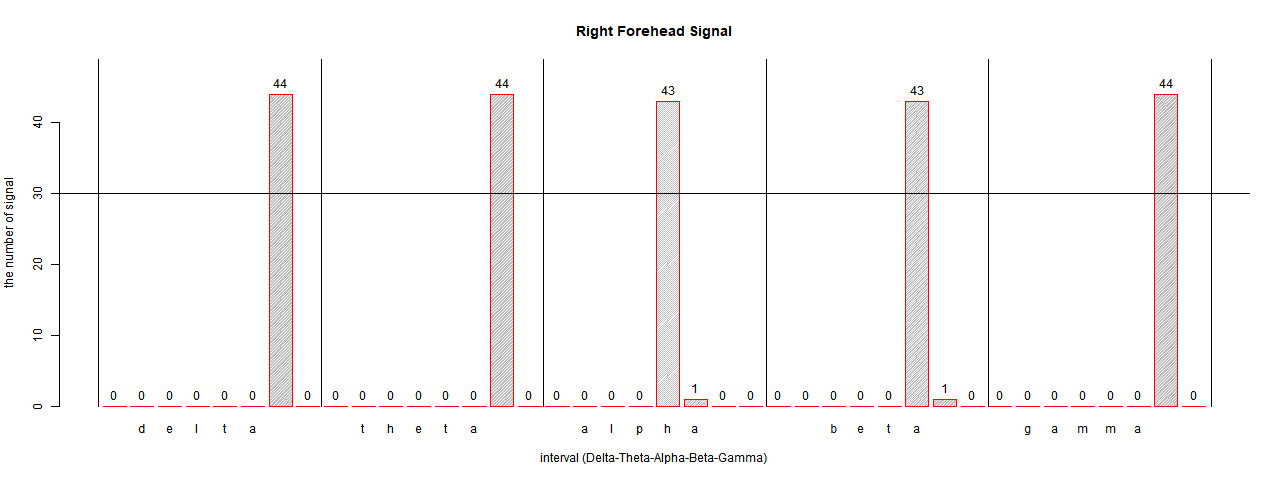 Right Forehead Signal
the number of signal
40
30
20
10
0
44 44 43 43 44
0 0 0 0 0 0 0 0 0 0 0 0 0 0 0 0 0 0 1 0 0 0 0 0 0 0 1 0 0 0 0 0 0 0 0
d e l t a t h e t a a l p h a b e t a g a m m a
interval (Delta-Theta-Alpha-Beta-Gamma)